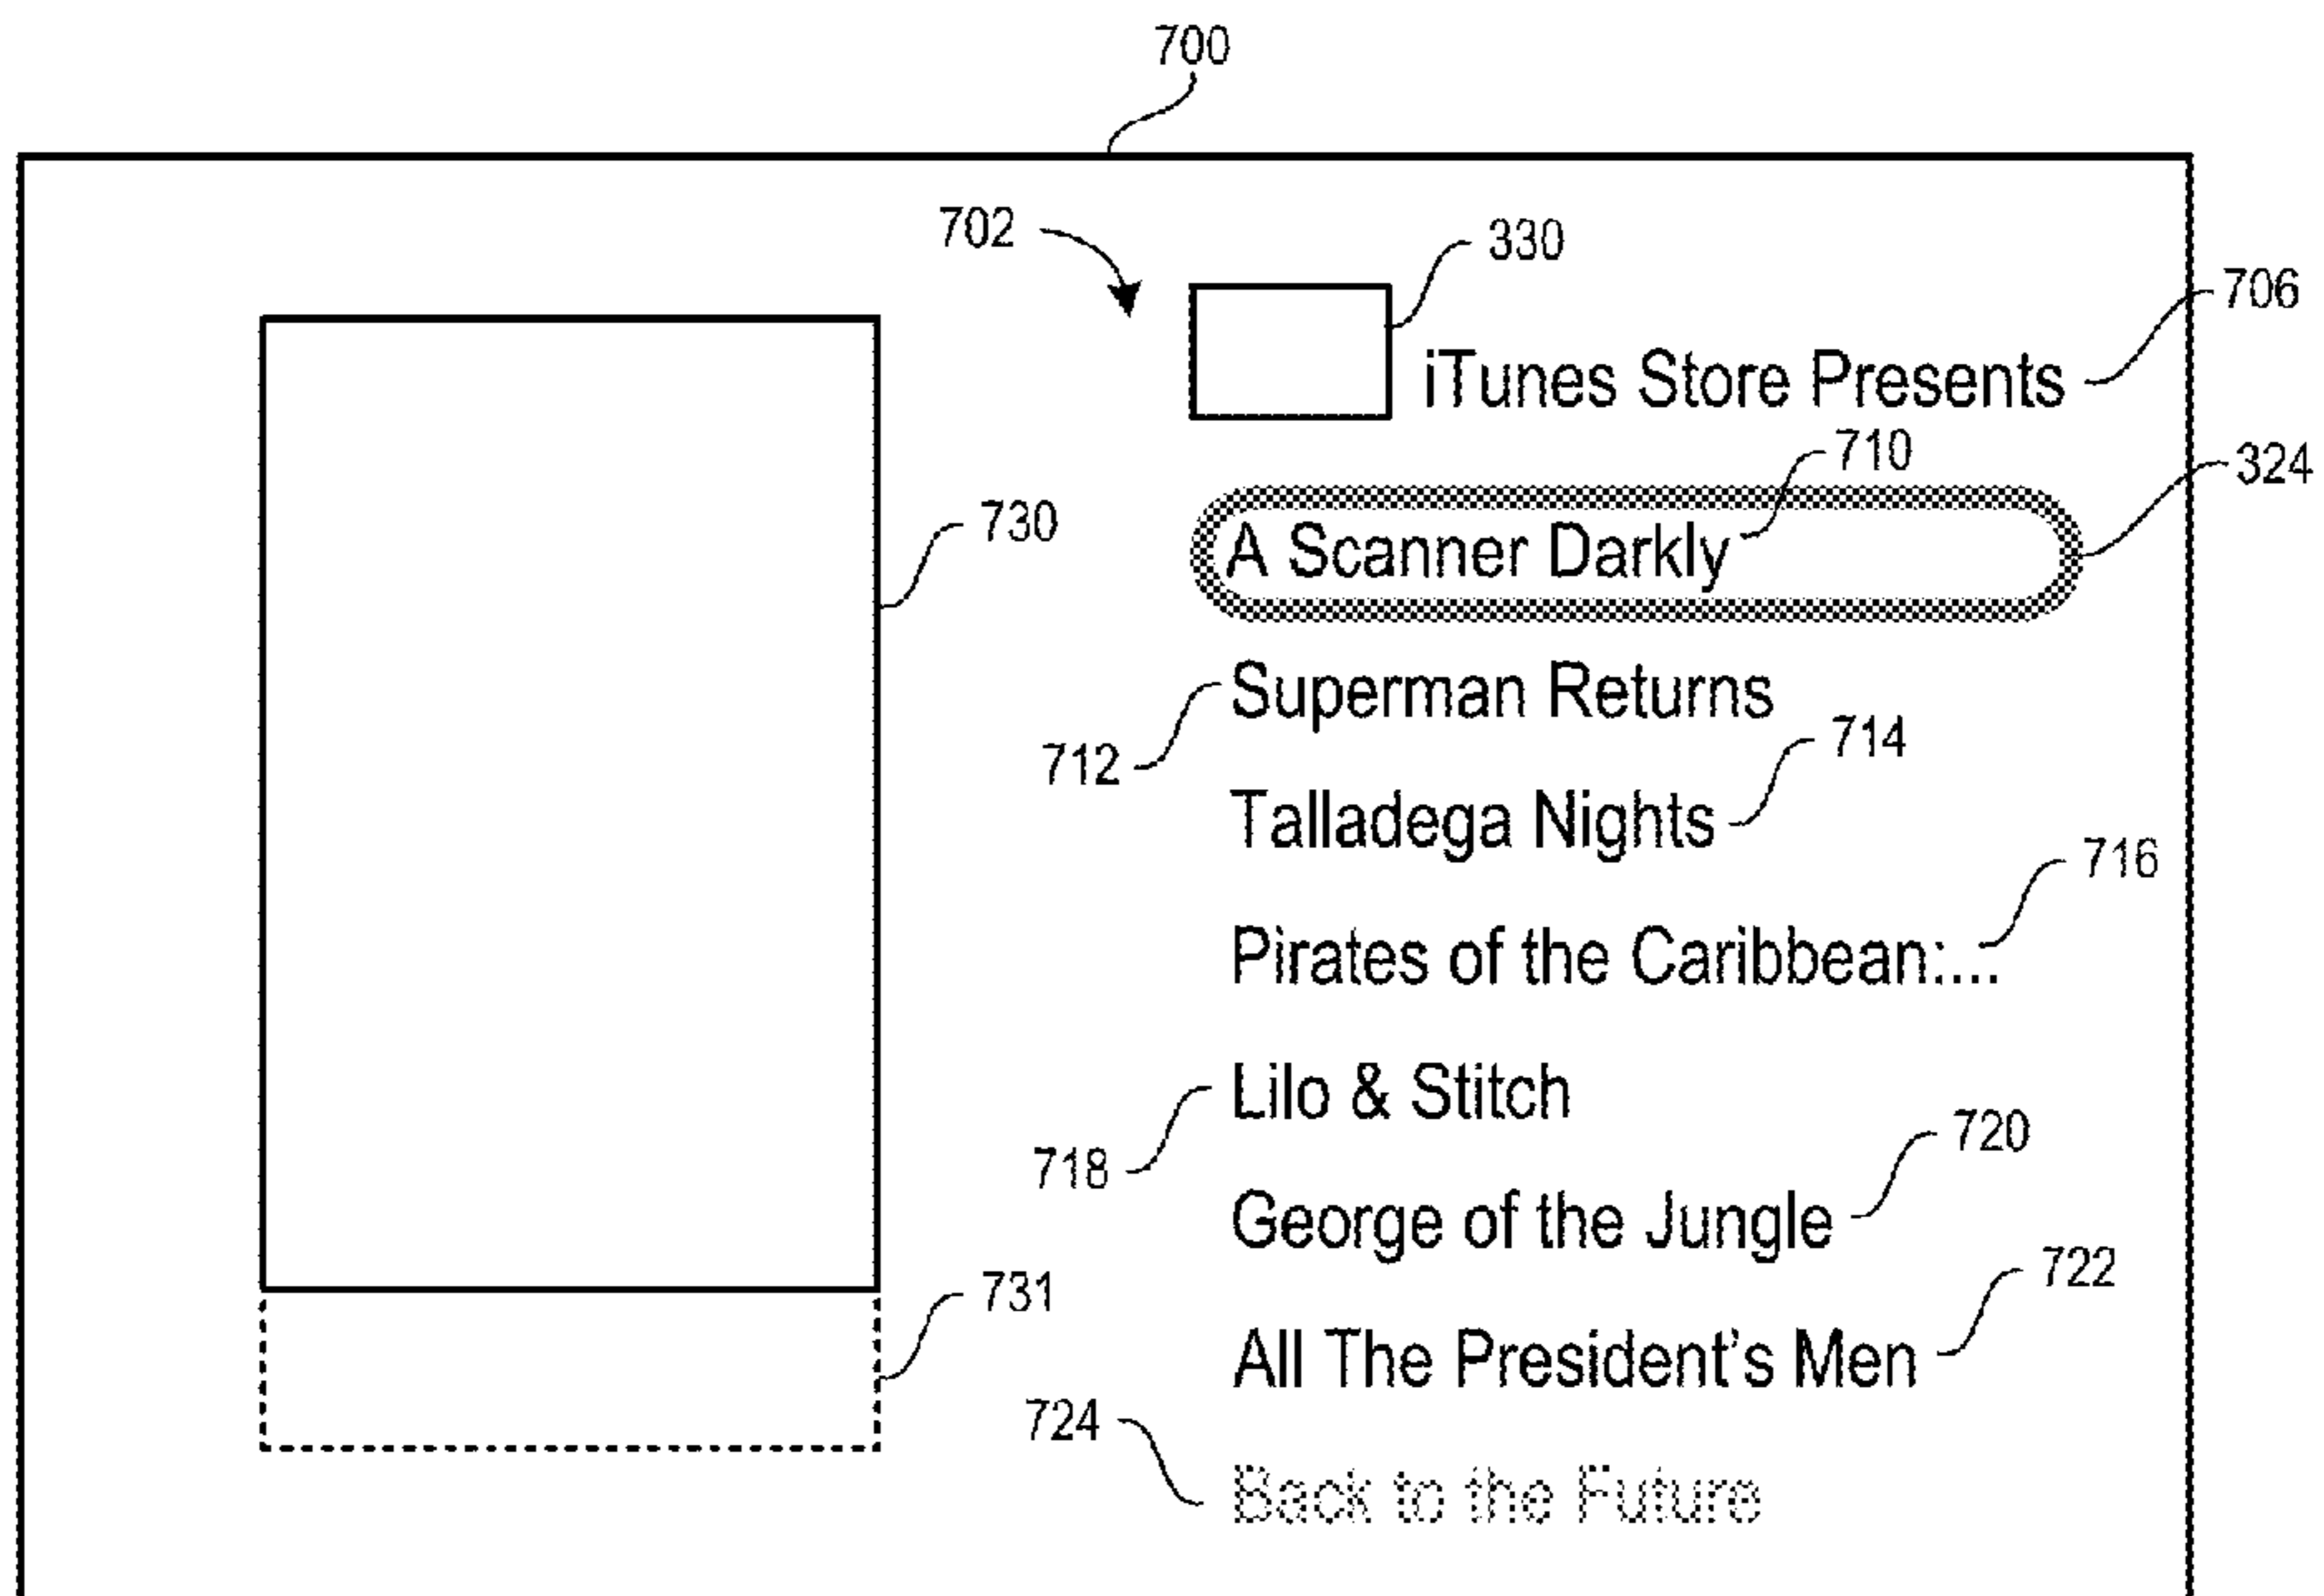 700
702
330
706
iTunes Store Presents
710
324
A Scanner Darkly
730
Superman Returns
712
714
Talladega Nights
716
Pirates of the Caribbean:...
Lilo & Stitch
718
720
George of the Jungle
731
722
All The President's Men
724
Back to the Future